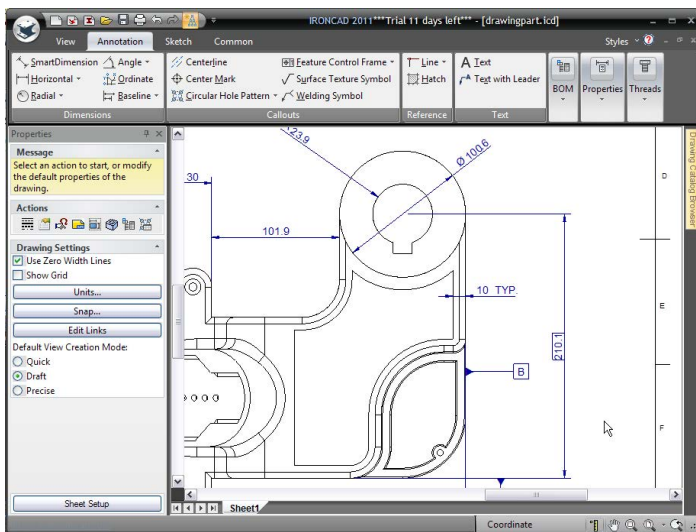 IRONCAD 2011***Trial 11 days left*** - [drawingpart.icd]
View Annotation Sketch Common Styles
SmartDimension Angle Centerline Feature Control Frame Line A Text
Horizontal Ordinate Center Mark Surface Texture Symbol Hatch Text with Leader
Radial Baseline Circular Hole Pattern Welding Symbol
BOM Properties Threads
Dimensions Callouts Reference Text
Properties
Message
Select an action to start, or modify
the default properties of the
drawing.
Actions
Drawing Settings
Use Zero Width Lines
Show Grid
Units...
Snap...
Edit Links
Default View Creation Mode:
Quick
Draft
Precise
Sheet Setup
Ø 100.6
30
101.9
10 TYP.
210.1
B
D
E
F
Drawing Catalog Browser
Sheet1
Coordinate